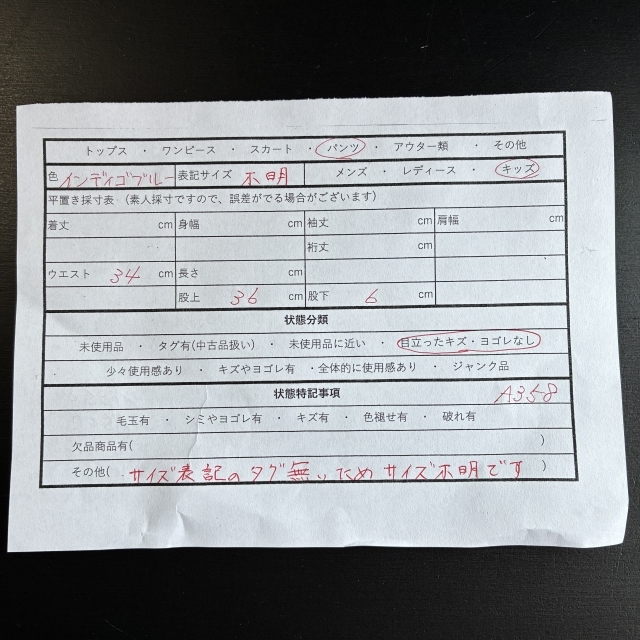 トップス ・ ワンピース ・ スカート ・ パンツ ・ アウター類 ・ その他
色 インディゴブルー 表記サイズ 不明 メンズ ・ レディース ・ キッズ
平置き採寸表 (素人採寸ですので、誤差がでる場合がございます)
着丈 cm 身幅 cm 袖丈 cm 肩幅 cm
裄丈 cm
ウエスト 34 cm 長さ cm
股上 36 cm 股下 6 cm
状態分類
未使用品 ・ タグ有(中古品扱い) ・ 未使用品に近い ・ 目立ったキズ・ヨゴレなし
少々使用感あり ・ キズやヨゴレ有 ・全体的に使用感あり ・ ジャンク品
状態特記事項 A358
毛玉有 ・ シミやヨゴレ有 ・ キズ有 ・ 色褪せ有 ・ 破れ有
欠品商品有( )
その他( サイズ表記のタグ無いためサイズ不明です )